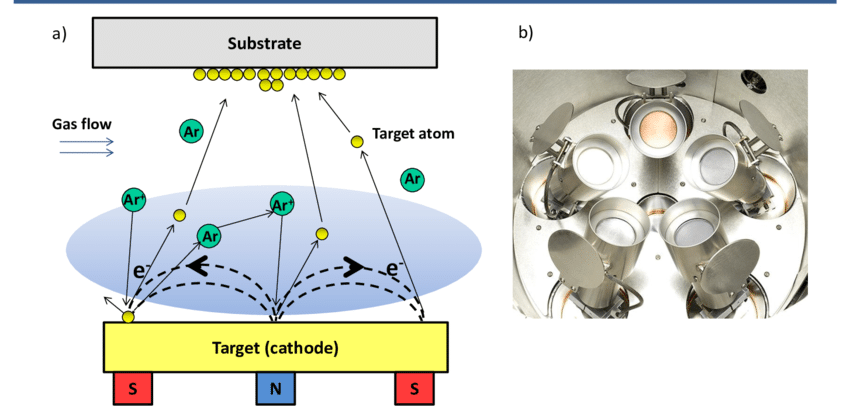 a)
b)
Substrate
Gas flow
Ar
Target atom
Ar
Ar⁺
Ar⁺
Ar
e⁻
e⁻
Target (cathode)
S
N
S